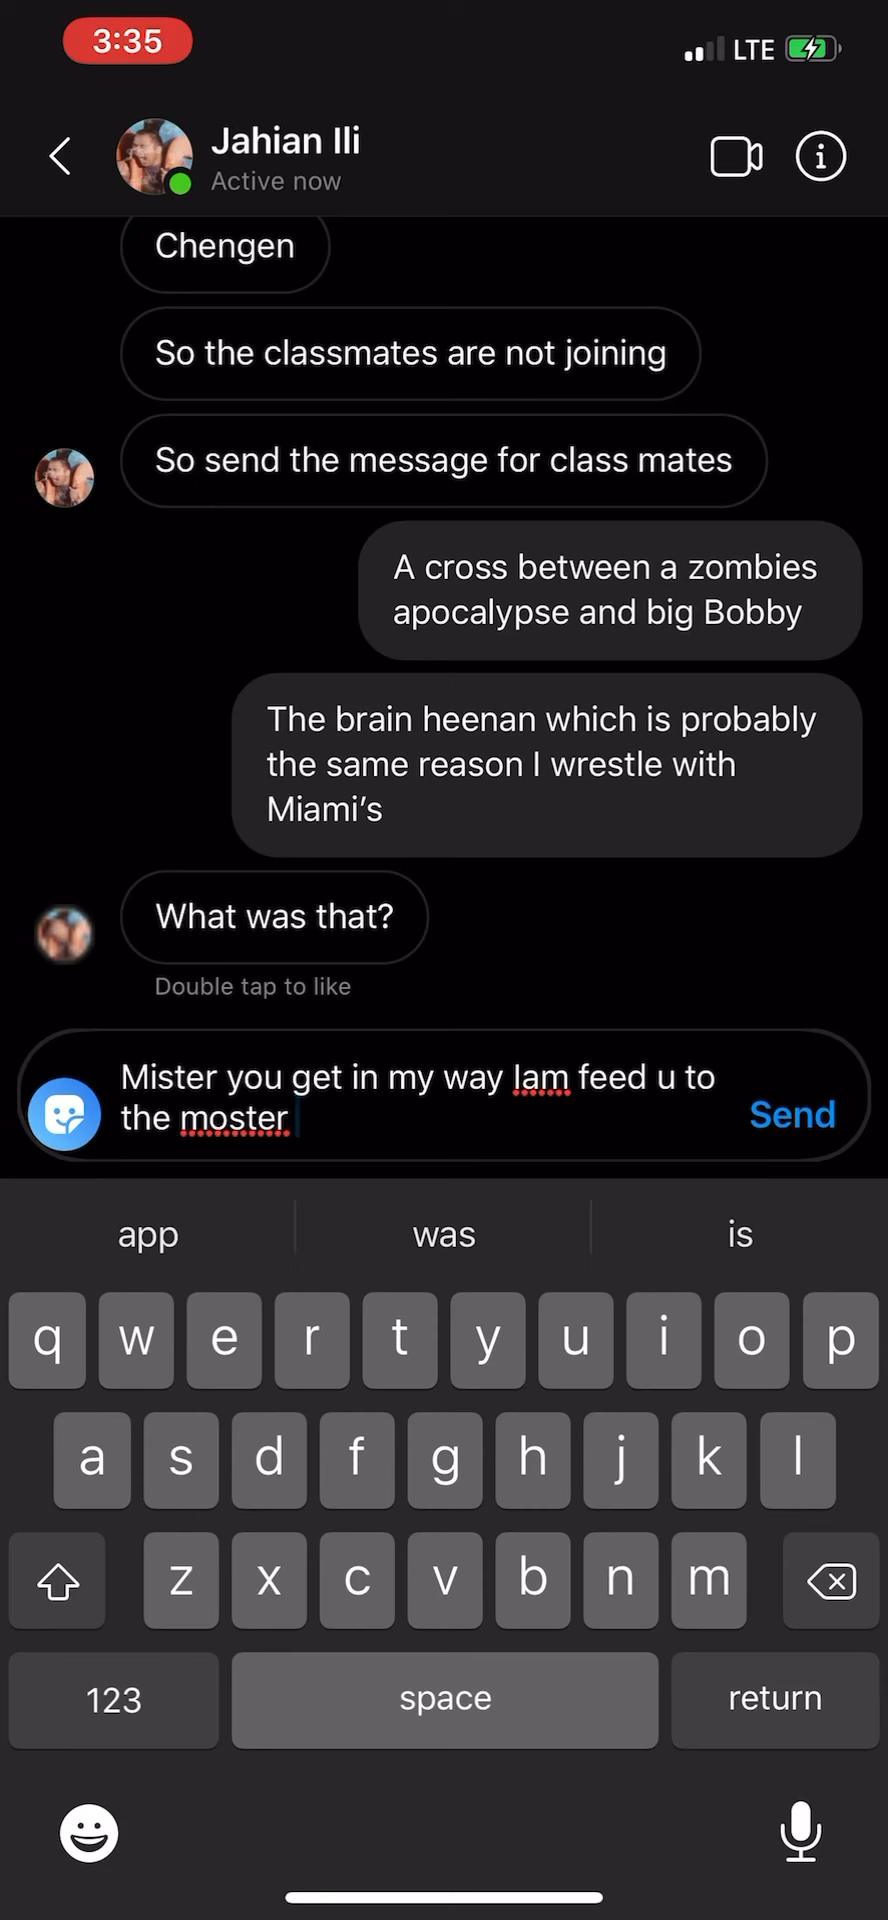 3:35
LTE
Jahian Ili
Active now
Chengen
So the classmates are not joining
So send the message for class mates
A cross between a zombies
apocalypse and big Bobby
The brain heenan which is probably
the same reason I wrestle with
Miami's
What was that?
Double tap to like
Mister you get in my way Iam feed u to
the moster
Send
app was is
q w e r t y u i o p
a s d f g h j k l
z x c v b n m
123 space return